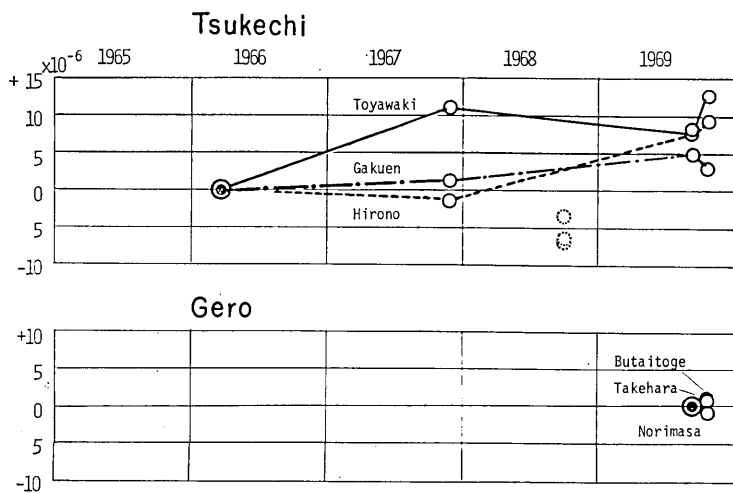 Tsukechi
×10⁻⁶ 1965 1966 1967 1968 1969
+ 15
10
5
0
5
-10
Toyawaki
Gakuen
Hirono
Gero
+10
5
0
5
-10
Butaitoge
Takehara
Norimasa